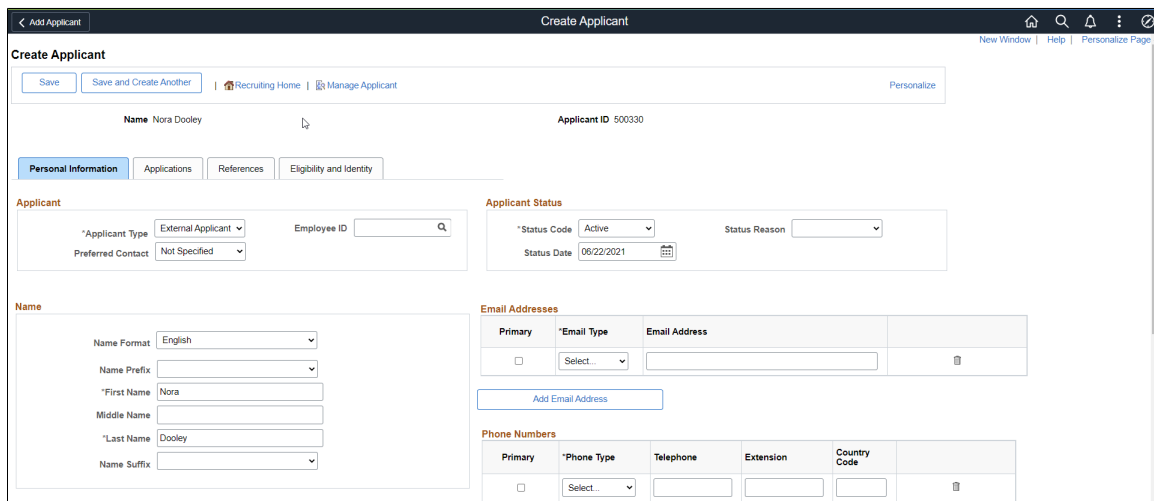 Add Applicant
Create Applicant
New Window | Help | Personalize Page
Create Applicant
Save
Save and Create Another
| Recruiting Home | Manage Applicant
Personalize
Name Nora Dooley
Applicant ID 500330
Personal Information
Applications
References
Eligibility and Identity
Applicant
*Applicant Type External Applicant
Employee ID
Preferred Contact Not Specified
Applicant Status
*Status Code Active
Status Reason
Status Date 06/22/2021
Name
Name Format English
Name Prefix
*First Name Nora
Middle Name
*Last Name Dooley
Name Suffix
Email Addresses
Primary *Email Type Email Address
Select...
Add Email Address
Phone Numbers
Primary *Phone Type Telephone Extension Country Code
Select...